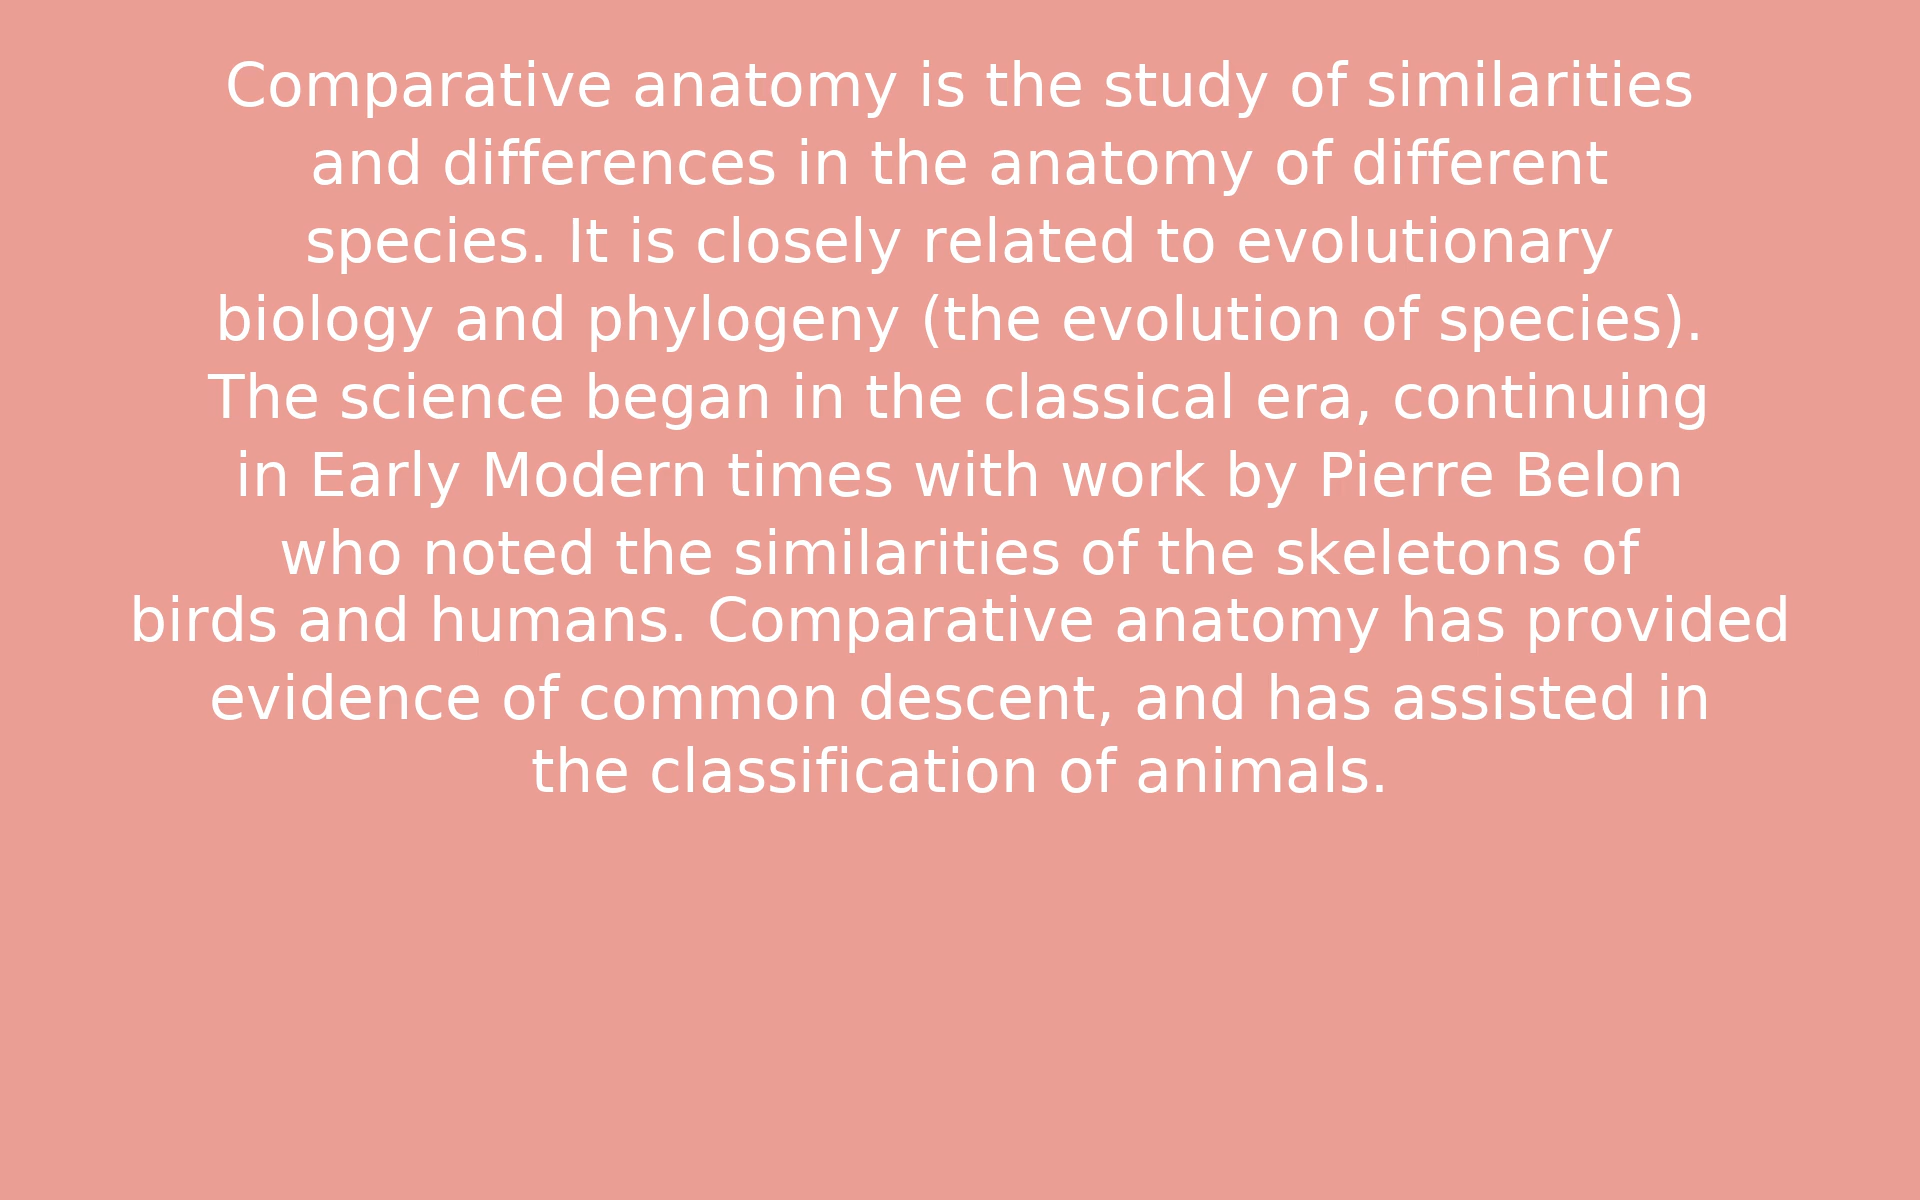 Comparative anatomy is the study of similarities
and differences in the anatomy of different
species. It is closely related to evolutionary
biology and phylogeny (the evolution of species).
The science began in the classical era, continuing
in Early Modern times with work by Pierre Belon
who noted the similarities of the skeletons of
birds and humans. Comparative anatomy has provided
evidence of common descent, and has assisted in
the classification of animals.